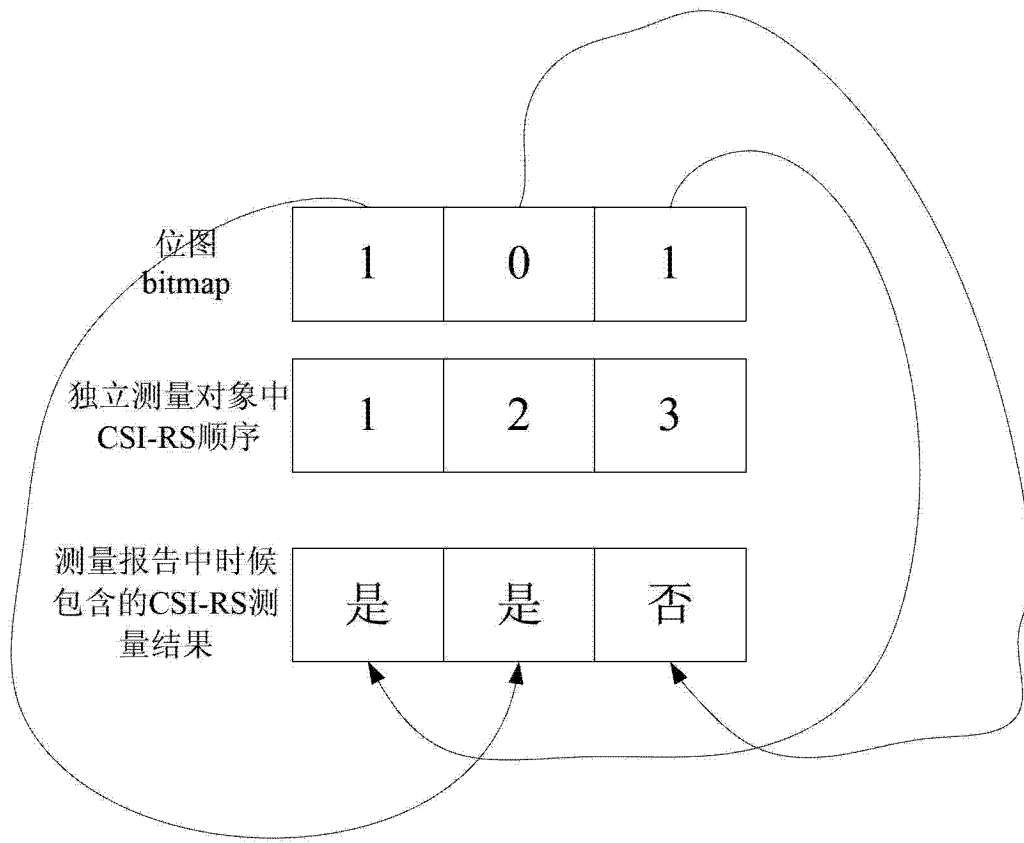 位图
bitmap
1 0 1
独立测量对象中
CSI-RS顺序
1 2 3
测量报告中时候
包含的CSI-RS测
量结果
是 是 否